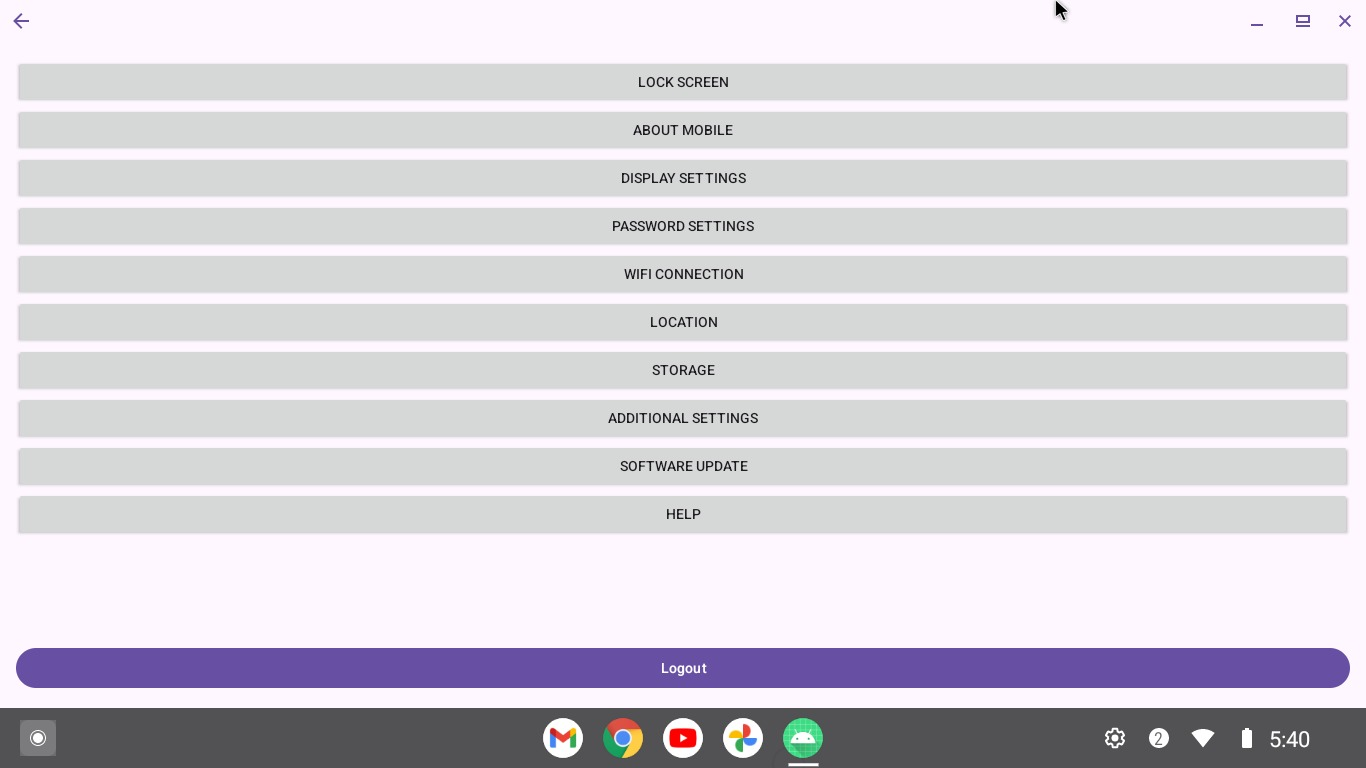 LOCK SCREEN
ABOUT MOBILE
DISPLAY SETTINGS
PASSWORD SETTINGS
WIFI CONNECTION
LOCATION
STORAGE
ADDITIONAL SETTINGS
SOFTWARE UPDATE
HELP
Logout
2 5:40